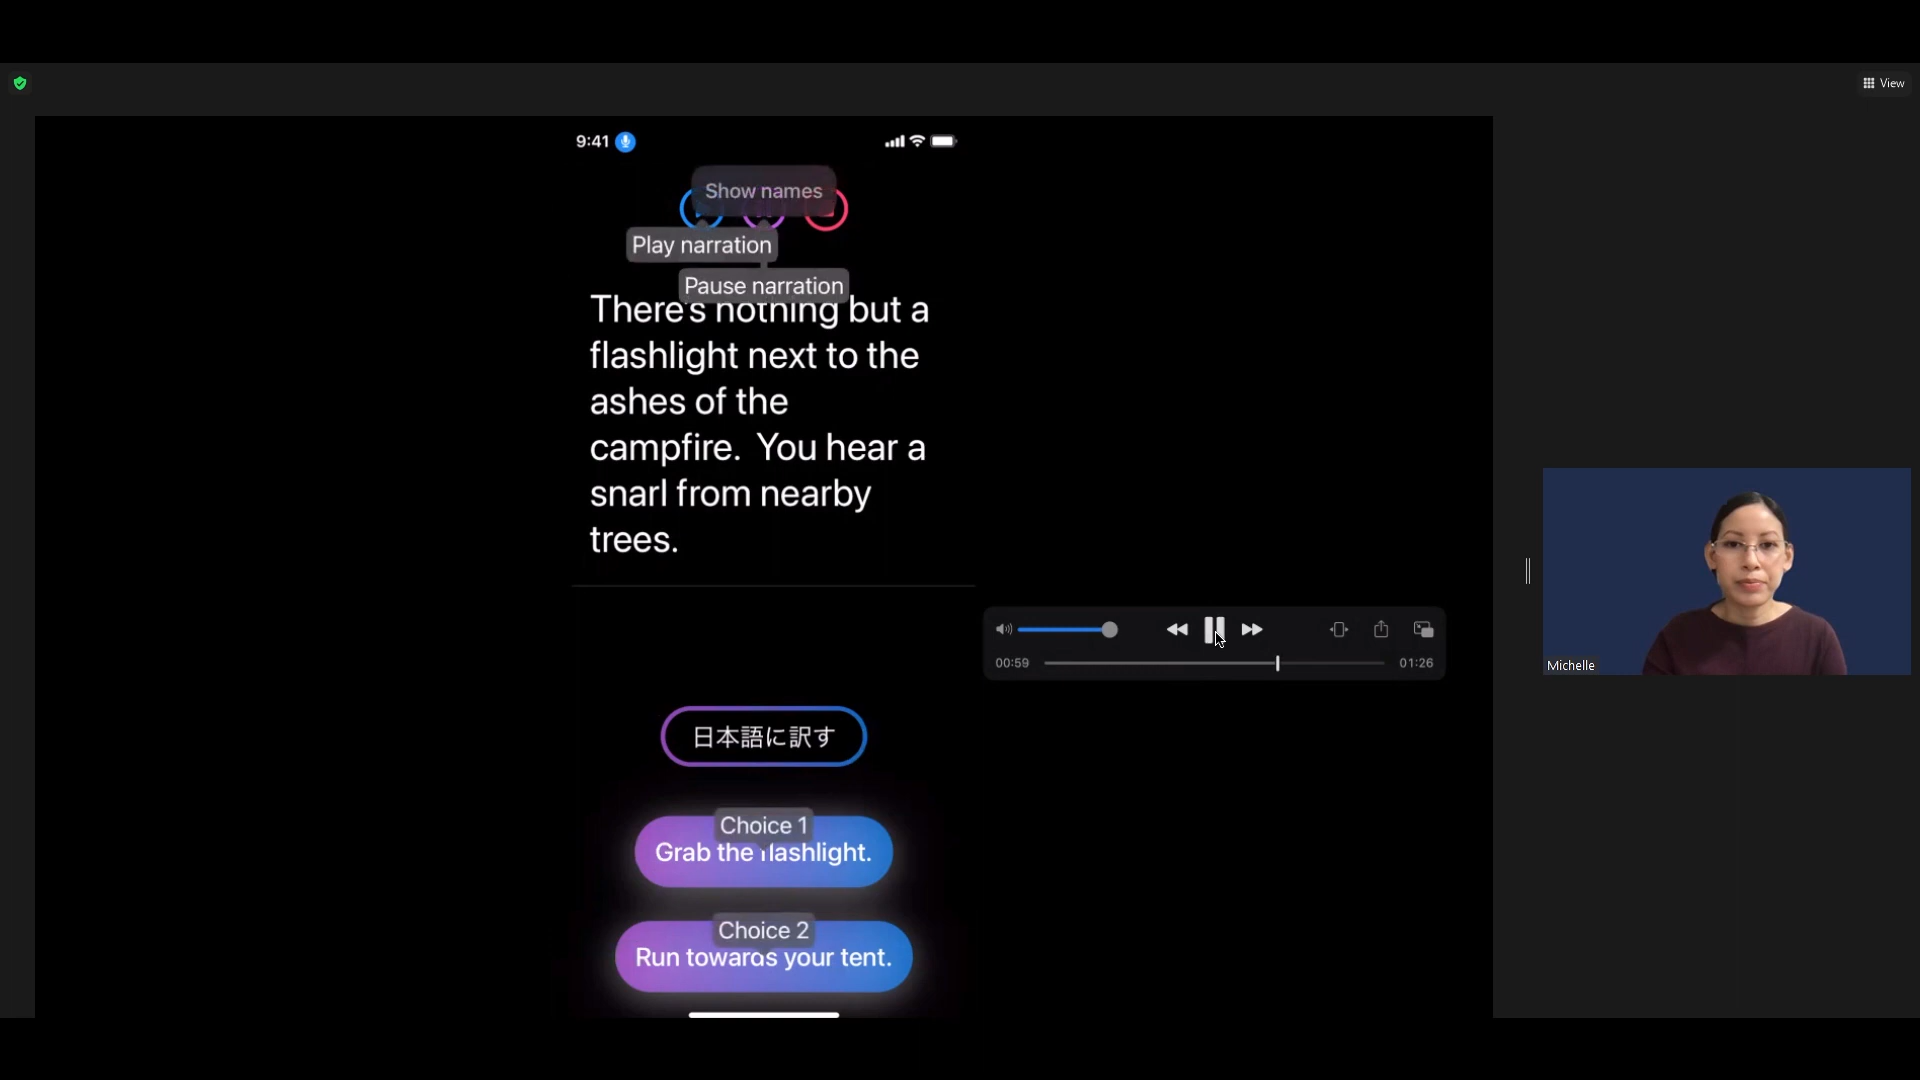 View
9:41
Show names
Play narration
Pause narration
There's nothing but a
flashlight next to the
ashes of the
campfire.  You hear a
snarl from nearby
trees.
00:59
01:26
Michelle
日本語に訳す
Choice 1
Grab the flashlight.
Choice 2
Run towards your tent.